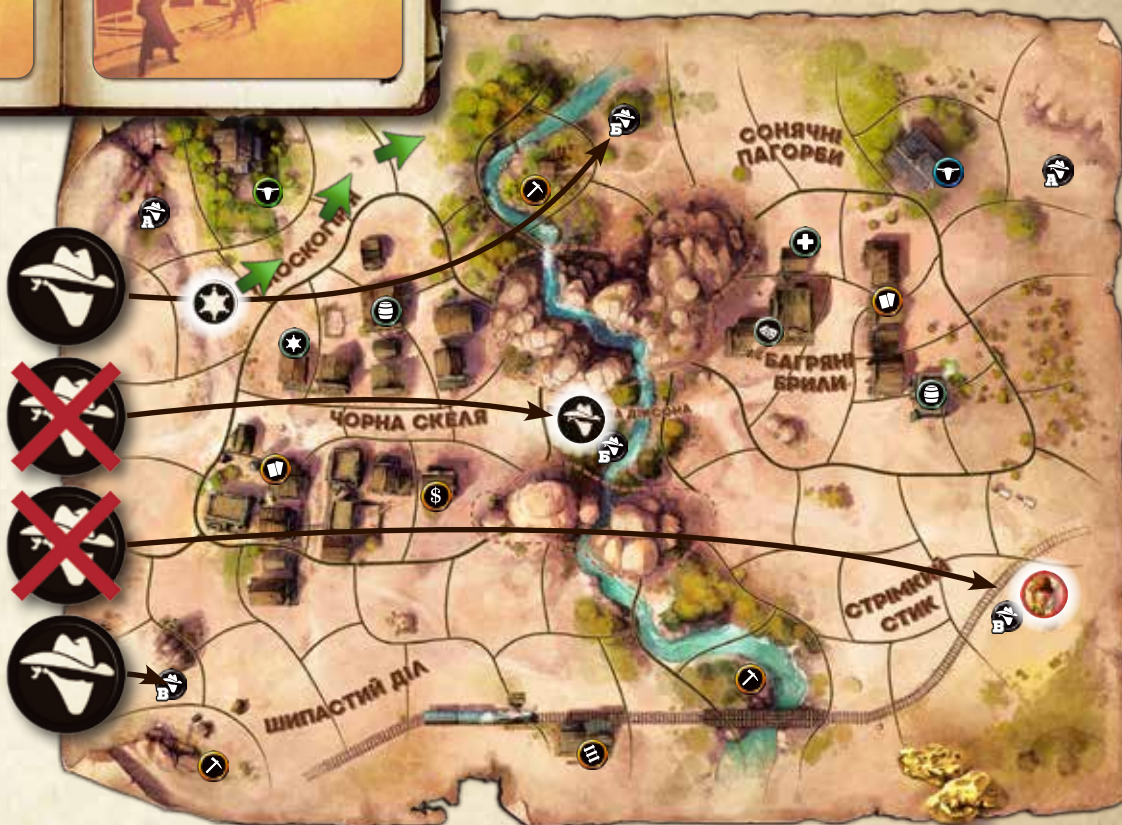 Б
СОНЯЧНІ
ПАГОРБИ
А
А
БАГРЯНІ
БРИЛИ
ЧОРНА СКЕЛЯ
Б
$
СТРІМКИЙ
СТИК
В
В
ШИПАСТИЙ ДІЛ